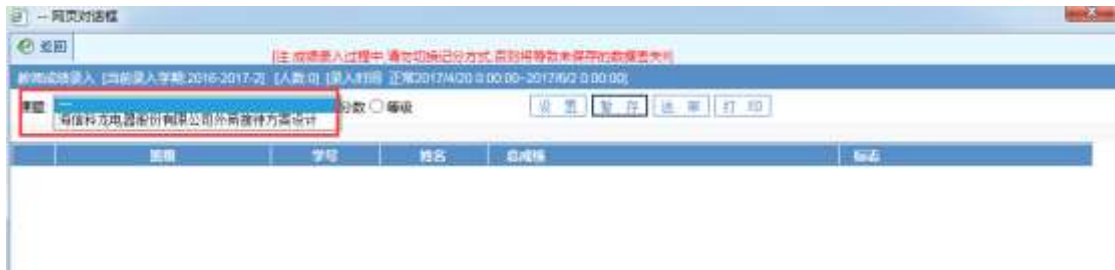 -- 网页对话框
返回
[注:成绩录入过程中,请勿切换记分方式,否则将导致未保存的数据丢失!]
教师成绩录入 [当前录入学期:2016-2017-2] [人数:0] [录入时间 正常2017/4/20 0:00:00~2017/6/2 0:00:00]
课题 分数 等级 设 置 暂 存 送 审 打 印
海信科龙电器股份有限公司外商接待方案设计
学号 姓名 总成绩 标志